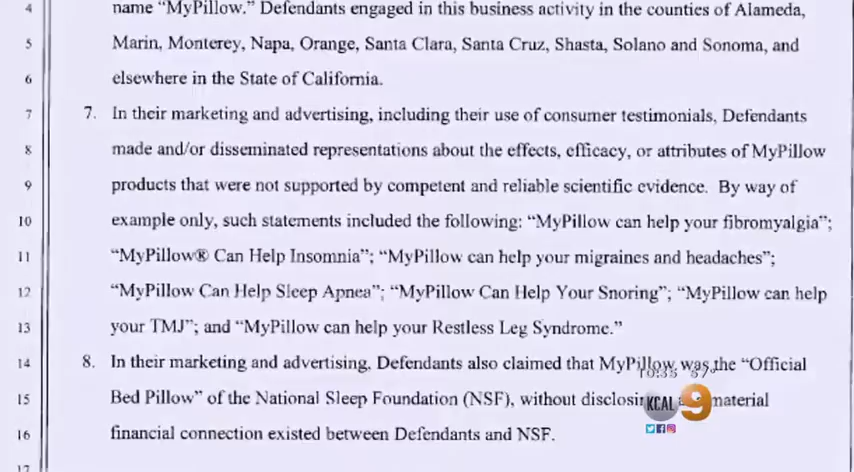 4 name “MyPillow.” Defendants engaged in this business activity in the counties of Alameda,
5 Marin, Monterey, Napa, Orange, Santa Clara, Santa Cruz, Shasta, Solano and Sonoma, and
6 elsewhere in the State of California.
7 7. In their marketing and advertising, including their use of consumer testimonials, Defendants
8 made and/or disseminated representations about the effects, efficacy, or attributes of MyPillow
9 products that were not supported by competent and reliable scientific evidence. By way of
10 example only, such statements included the following: “MyPillow can help your fibromyalgia”;
11 “MyPillow® Can Help Insomnia”; “MyPillow can help your migraines and headaches”;
12 “MyPillow Can Help Sleep Apnea”; “MyPillow Can Help Your Snoring”; “MyPillow can help
13 your TMJ”; and “MyPillow can help your Restless Leg Syndrome.”
14 8. In their marketing and advertising, Defendants also claimed that MyPillow was the “Official
15 Bed Pillow” of the National Sleep Foundation (NSF), without material
KCAL 9
16 financial connection existed between Defendants and NSF.
17